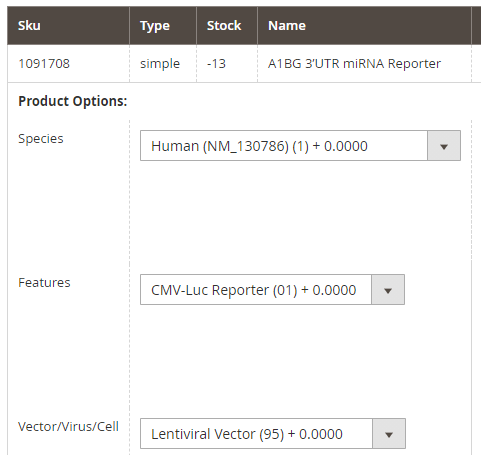 Sku Type Stock Name
1091708 simple -13 A1BG 3'UTR miRNA Reporter
Product Options:
Species Human (NM_130786) (1) + 0.0000
Features CMV-Luc Reporter (01) + 0.0000
Vector/Virus/Cell Lentiviral Vector (95) + 0.0000